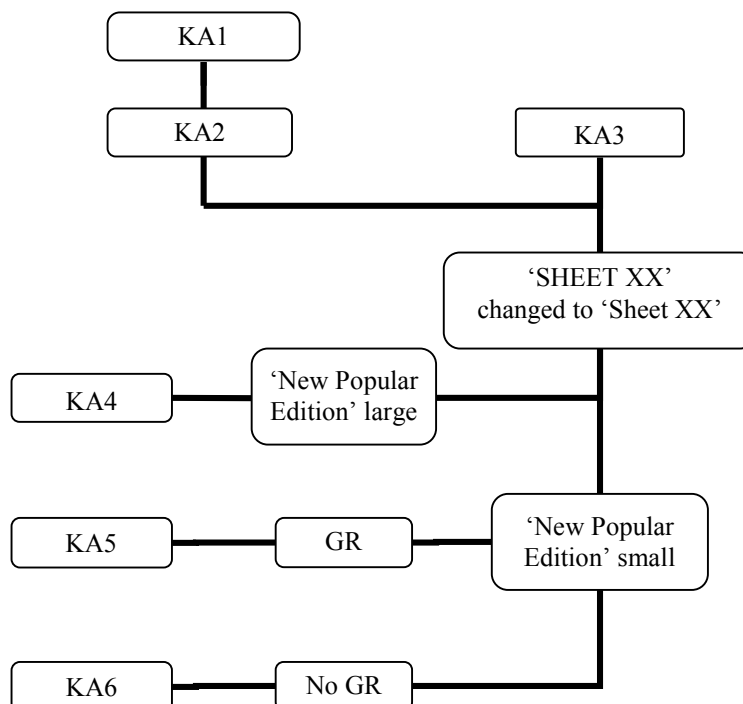 KA1
KA2
KA3
‘SHEET XX’
changed to ‘Sheet XX’
‘New Popular
Edition’ large
KA4
‘New Popular
Edition’ small
GR
KA5
No GR
KA6